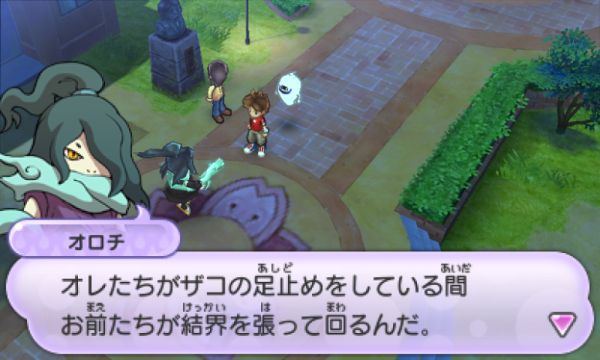 オロチ
オレたちがザコの足止めをしている間
お前たちが結界を張って回るんだ。